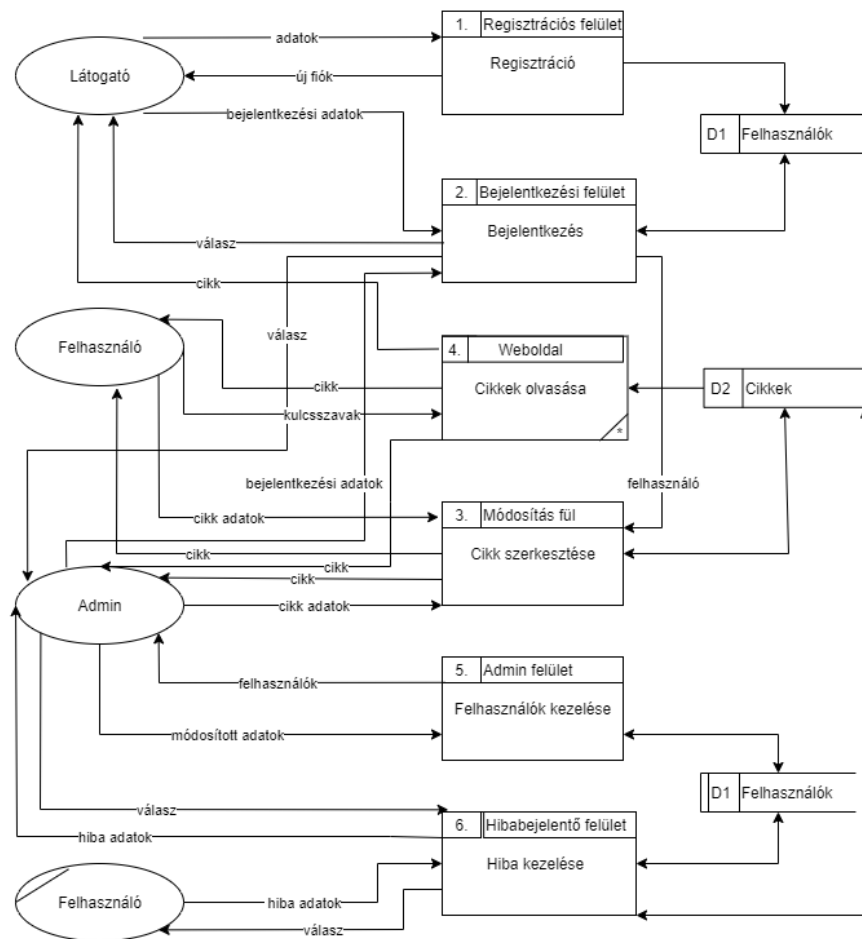 adatok
1. Regisztrációs felület
Látogató
új fiók
Regisztráció
bejelentkezési adatok
D1 Felhasználók
2. Bejelentkezési felület
válasz
Bejelentkezés
cikk
Felhasználó
válasz
4. Weboldal
cikk
Cikkek olvasása
D2 Cikkek
kulcsszavak
*
bejelentkezési adatok
felhasználó
cikk adatok
3. Módosítás fül
cikk
Cikk szerkesztése
cikk
cikk
Admin
cikk adatok
5. Admin felület
felhasználók
Felhasználók kezelése
módosított adatok
D1 Felhasználók
válasz
6. Hibabejelentő felület
hiba adatok
Hiba kezelése
Felhasználó
hiba adatok
válasz